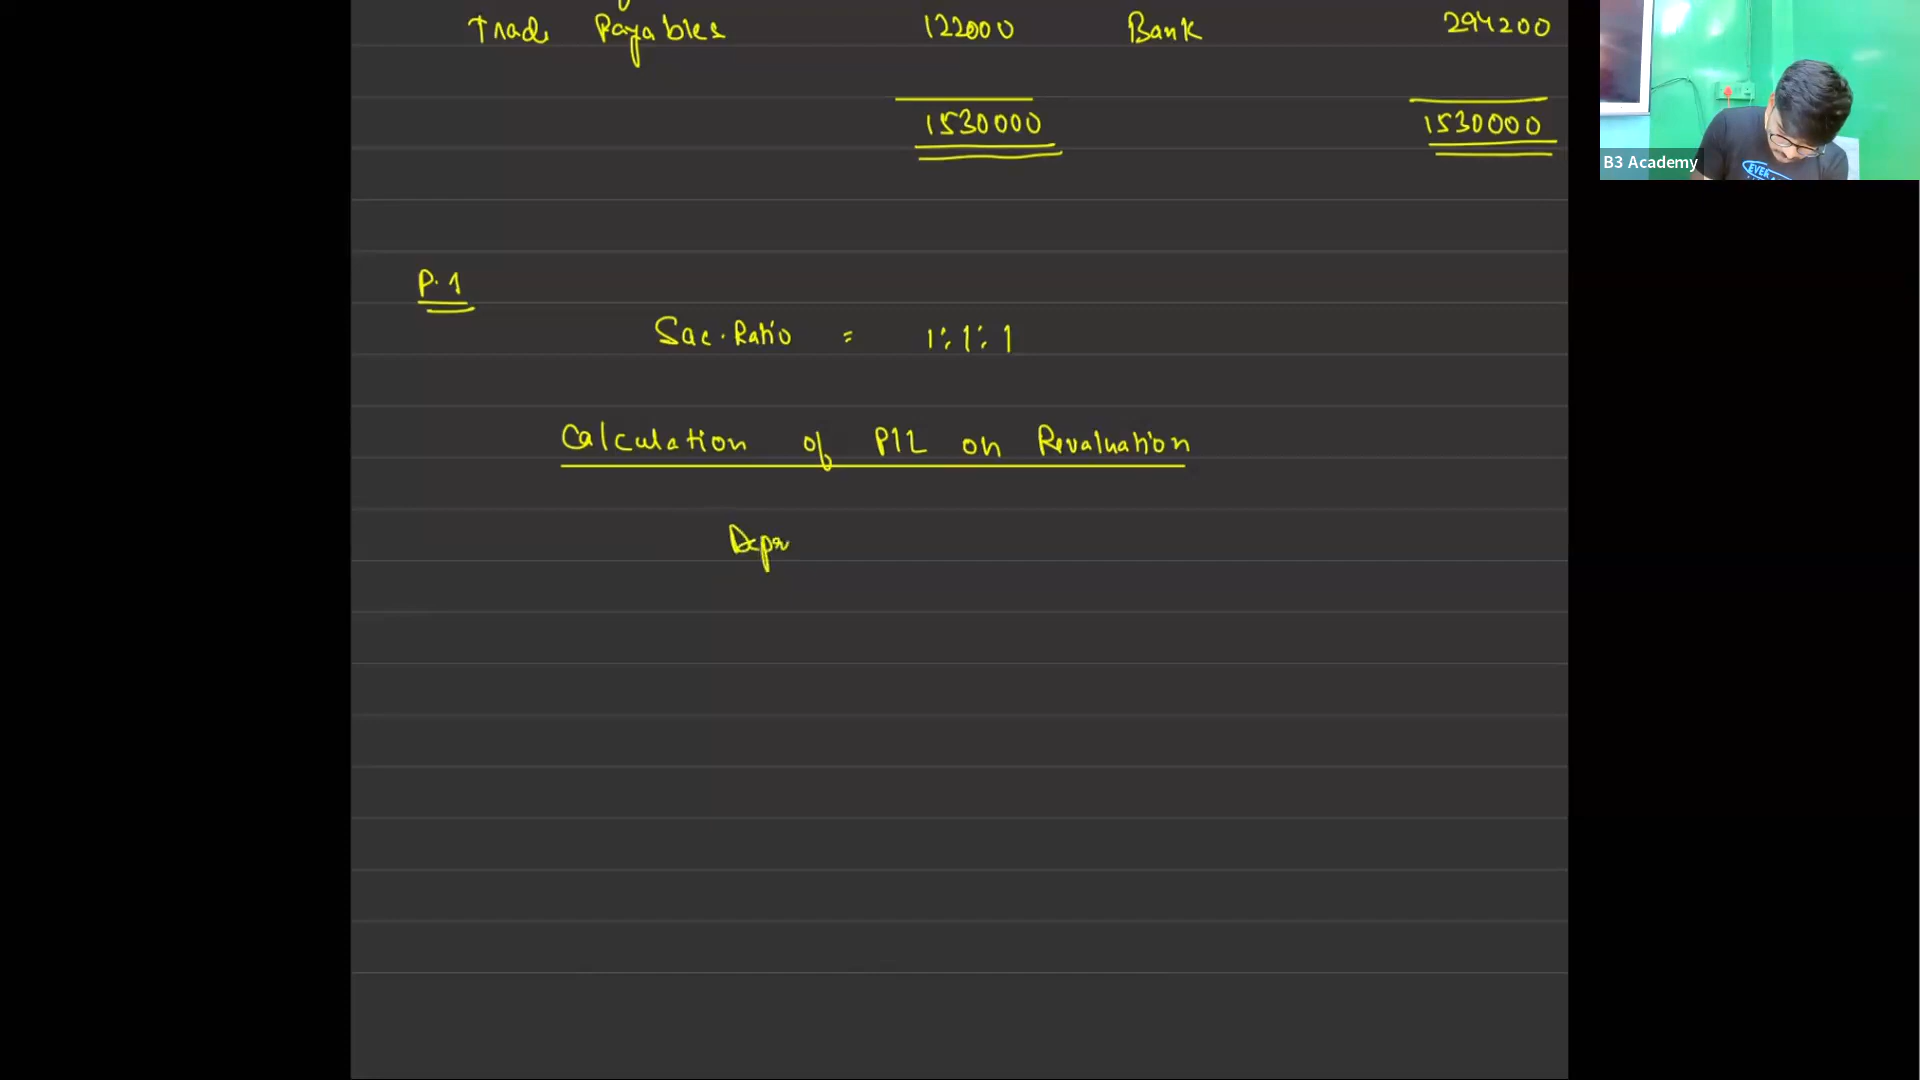 Trade Payables 122000 Bank 294200
1530000 1530000
P.1
Sac. Ratio = 1:1:1
Calculation of P/L on Revaluation
Depr
B3 Academy
EVER